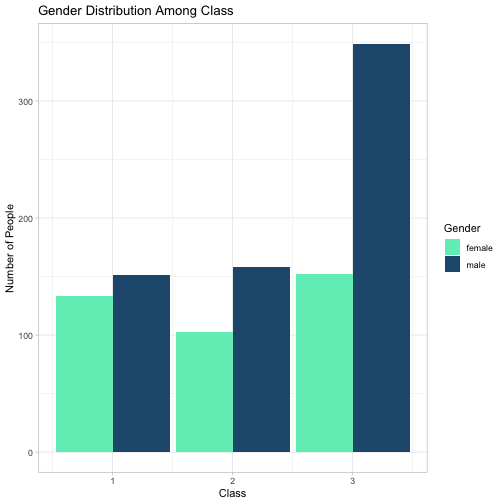 Gender Distribution Among Class
Number of People
300
200
100
0
1 2 3
Class
Gender
female
male